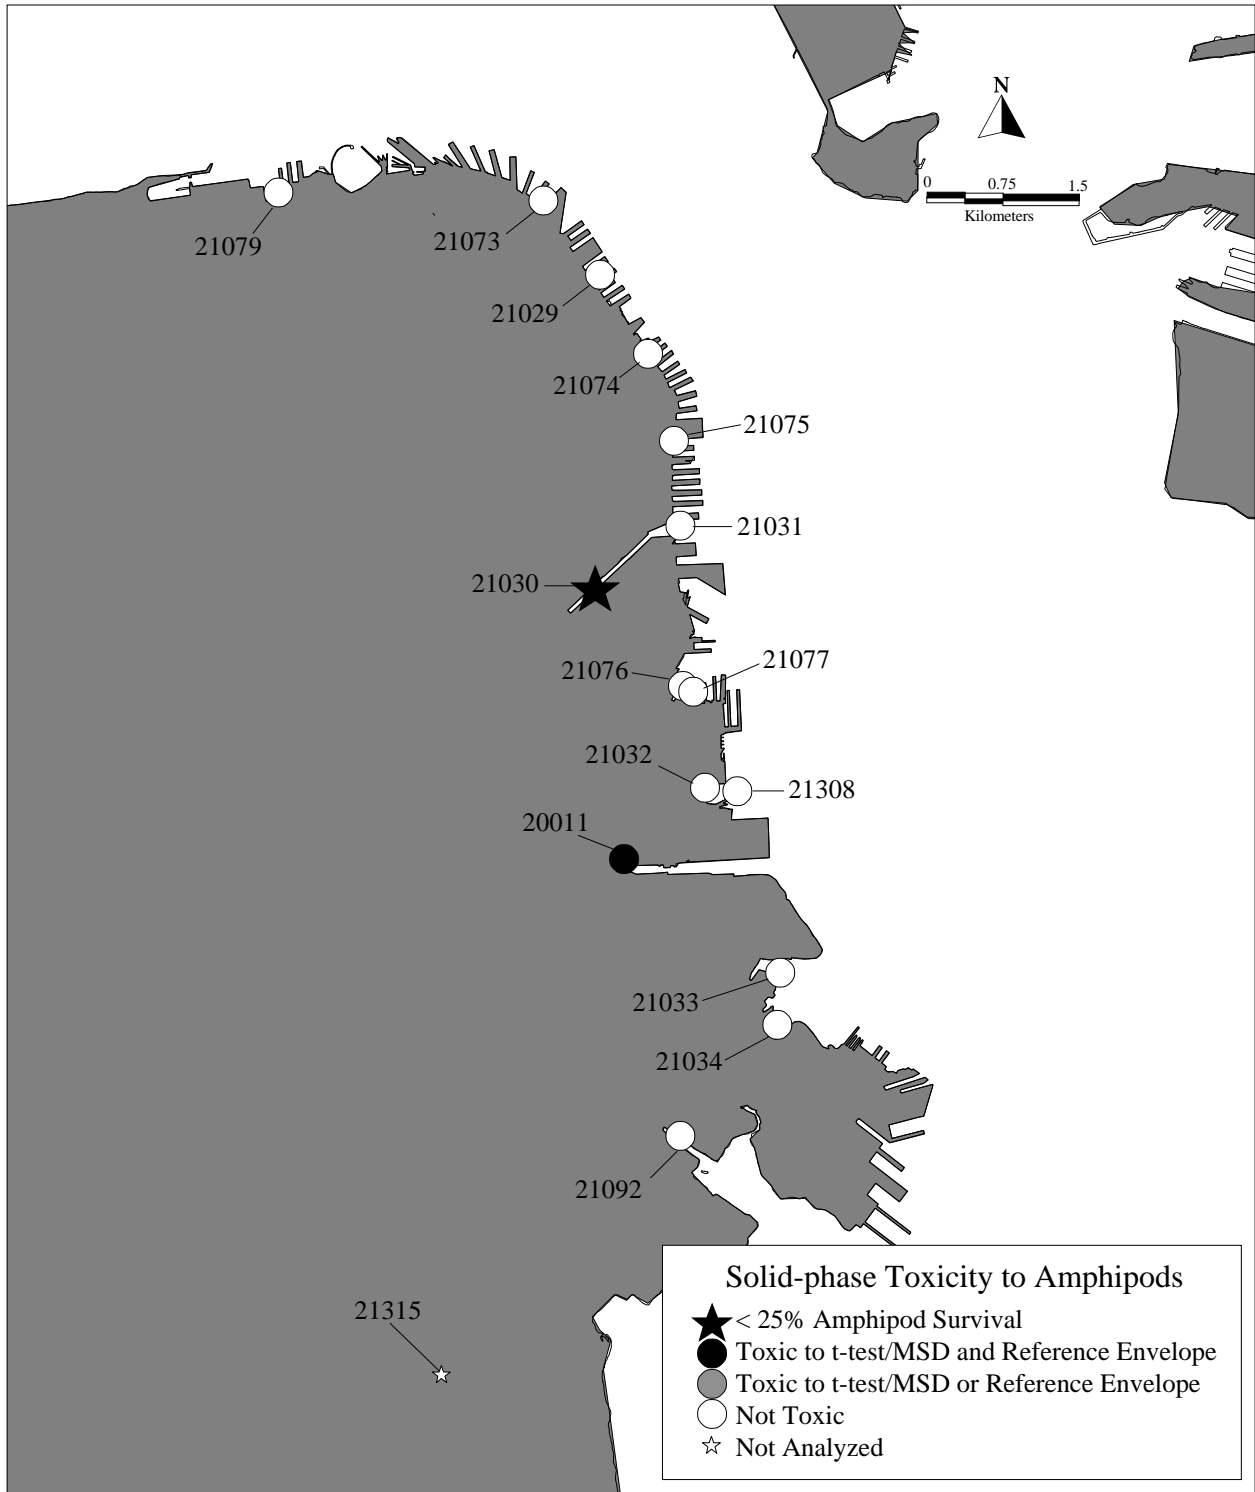 N
0 0.75 1.5
Kilometers
21079
21073
21029
21074
21075
21031
21030
21076
21077
21032
21308
20011
21033
21034
21092
21315
Solid-phase Toxicity to Amphipods
< 25% Amphipod Survival
Toxic to t-test/MSD and Reference Envelope
Toxic to t-test/MSD or Reference Envelope
Not Toxic
Not Analyzed